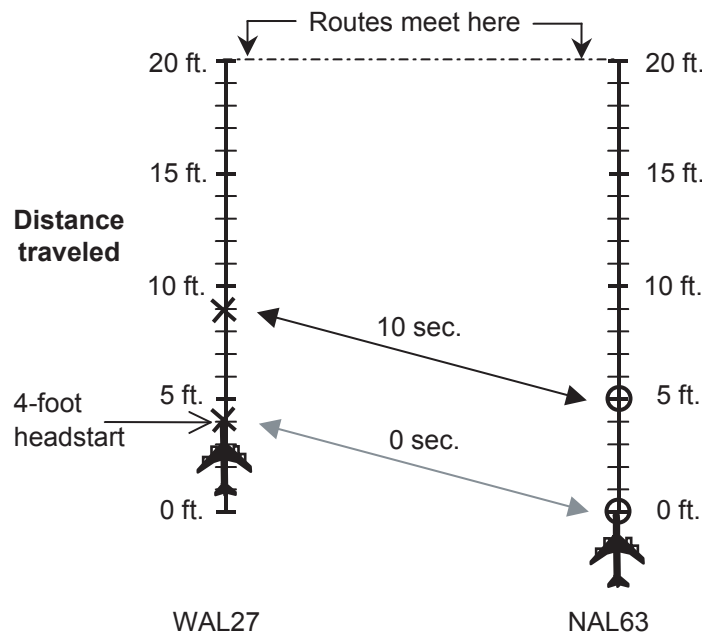 Routes meet here
20 ft.
20 ft.
15 ft.
15 ft.
Distance
traveled
10 ft.
10 ft.
10 sec.
5 ft.
5 ft.
4-foot
headstart
0 sec.
0 ft.
0 ft.
WAL27
NAL63